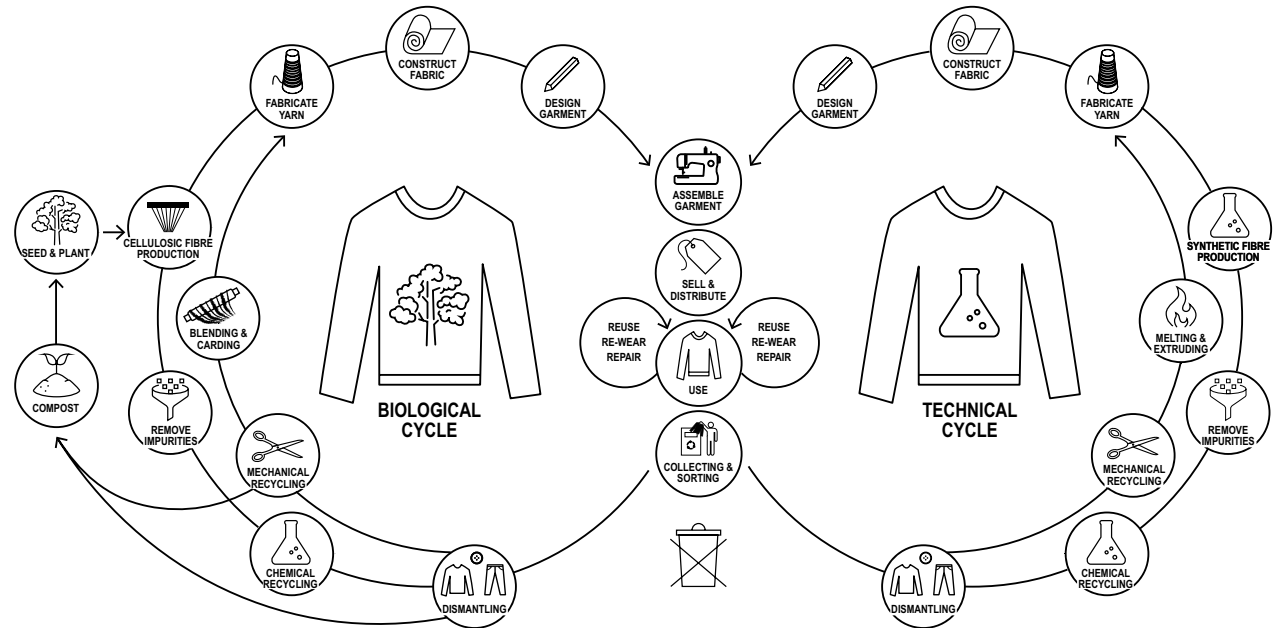 CONSTRUCT
FABRIC
FABRICATE
YARN
DESIGN
GARMENT
SEED & PLANT
CELLULOSIC FIBRE
PRODUCTION
BLENDING &
CARDING
COMPOST
REMOVE
IMPURITIES
MECHANICAL
RECYCLING
CHEMICAL
RECYCLING
DISMANTLING
BIOLOGICAL
CYCLE
ASSEMBLE
GARMENT
SELL &
DISTRIBUTE
REUSE
RE-WEAR
REPAIR
USE
REUSE
RE-WEAR
REPAIR
COLLECTING &
SORTING
CONSTRUCT
FABRIC
DESIGN
GARMENT
FABRICATE
YARN
SYNTHETIC FIBRE
PRODUCTION
MELTING &
EXTRUDING
REMOVE
IMPURITIES
MECHANICAL
RECYCLING
CHEMICAL
RECYCLING
DISMANTLING
TECHNICAL
CYCLE